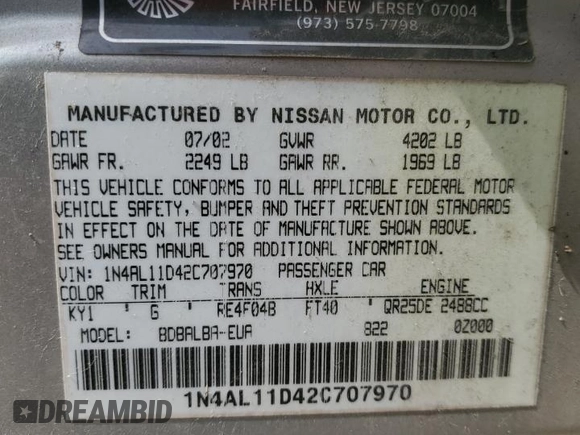 FAIRFIELD, NEW JERSEY 07004
(973) 575-7798
MANUFACTURED BY NISSAN MOTOR CO., LTD.
DATE 07/02 GVWR 4202 LB
GAWR FR. 2249 LB GAWR RR. 1969 LB
THIS VEHICLE CONFORMS TO ALL APPLICABLE FEDERAL MOTOR
VEHICLE SAFETY, BUMPER AND THEFT PREVENTION STANDARDS
IN EFFECT ON THE DATE OF MANUFACTURE SHOWN ABOVE.
SEE OWNERS MANUAL FOR ADDITIONAL INFORMATION.
VIN: 1N4AL11D42C707970 PASSENGER CAR
COLOR TRIM TRANS AXLE ENGINE
KY1 G RE4F04B FT40 QR25DE 2488CC
MODEL: BDBALBA-EUA 822 0Z000
1N4AL11D42C707970
DREAMBID
FIND. BID. DRIVE.